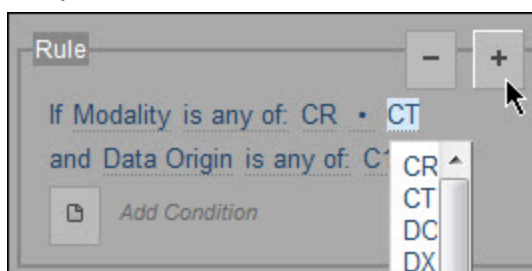 Rule
− +
If Modality is any of: CR • CT
and Data Origin is any of:
CR
CT
DC
DX
Add Condition